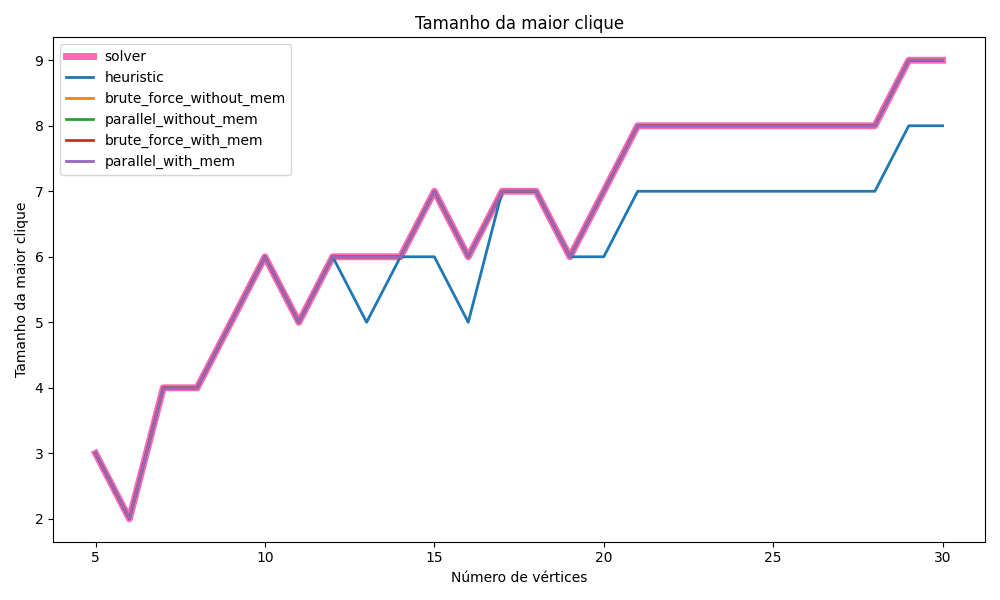 Tamanho da maior clique
solver
heuristic
brute_force_without_mem
parallel_without_mem
brute_force_with_mem
parallel_with_mem
Tamanho da maior clique
9
8
7
6
5
4
3
2
5 10 15 20 25 30
Número de vértices